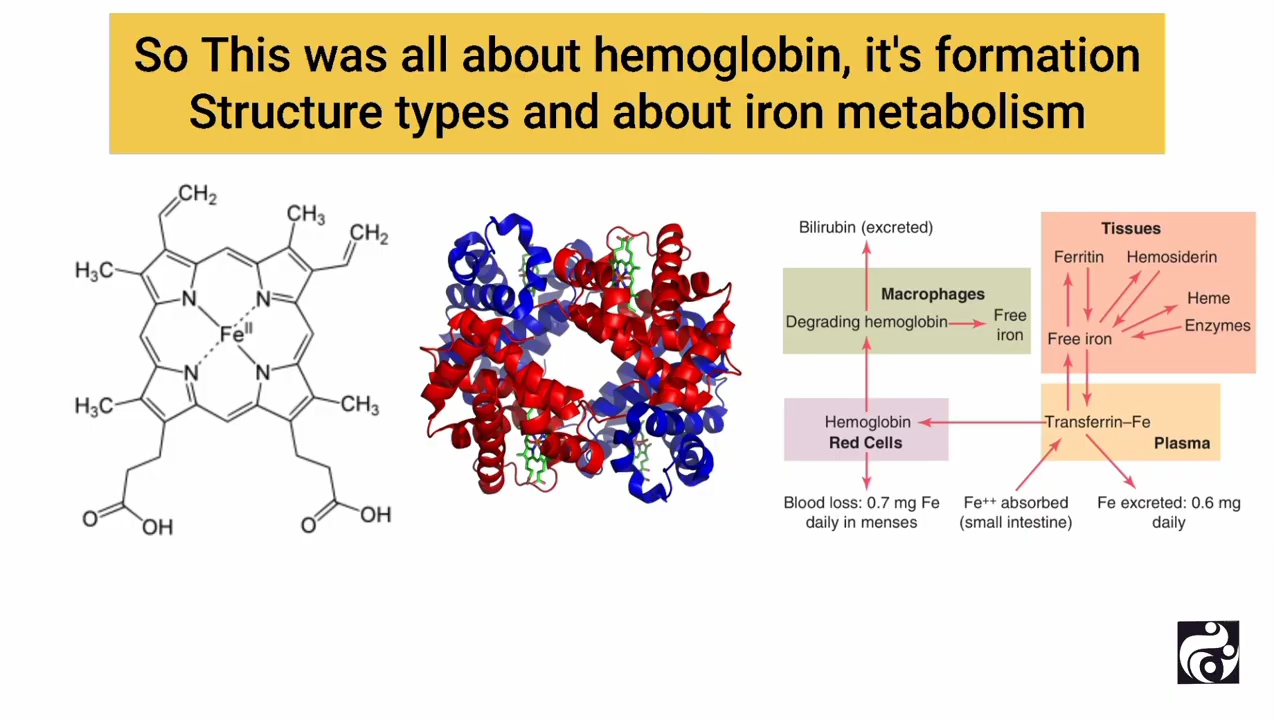 So This was all about hemoglobin, it's formation
Structure types and about iron metabolism
CH2
CH3
CH2
H3C
N
N
FeII
N
N
H3C
CH3
O
OH
O
OH
Bilirubin (excreted)
Macrophages
Degrading hemoglobin
Free
iron
Hemoglobin
Red Cells
Blood loss: 0.7 mg Fe
daily in menses
Tissues
Ferritin
Hemosiderin
Heme
Enzymes
Free iron
Transferrin–Fe
Plasma
Fe++ absorbed
(small intestine)
Fe excreted: 0.6 mg
daily